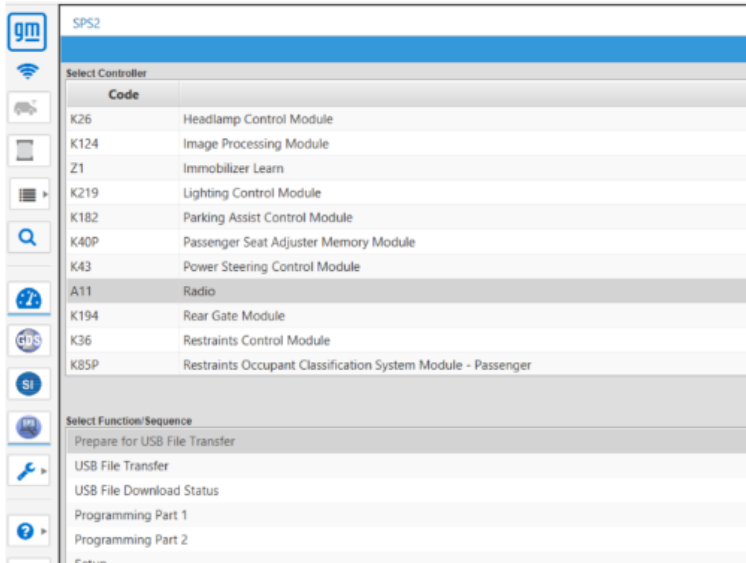 gm
SPS2
Select Controller
Code
K26 Headlamp Control Module
K124 Image Processing Module
Z1 Immobilizer Learn
K219 Lighting Control Module
K182 Parking Assist Control Module
K40P Passenger Seat Adjuster Memory Module
K43 Power Steering Control Module
A11 Radio
K194 Rear Gate Module
K36 Restraints Control Module
K85P Restraints Occupant Classification System Module - Passenger
GDS
SI
Select Function/Sequence
Prepare for USB File Transfer
USB File Transfer
USB File Download Status
Programming Part 1
Programming Part 2